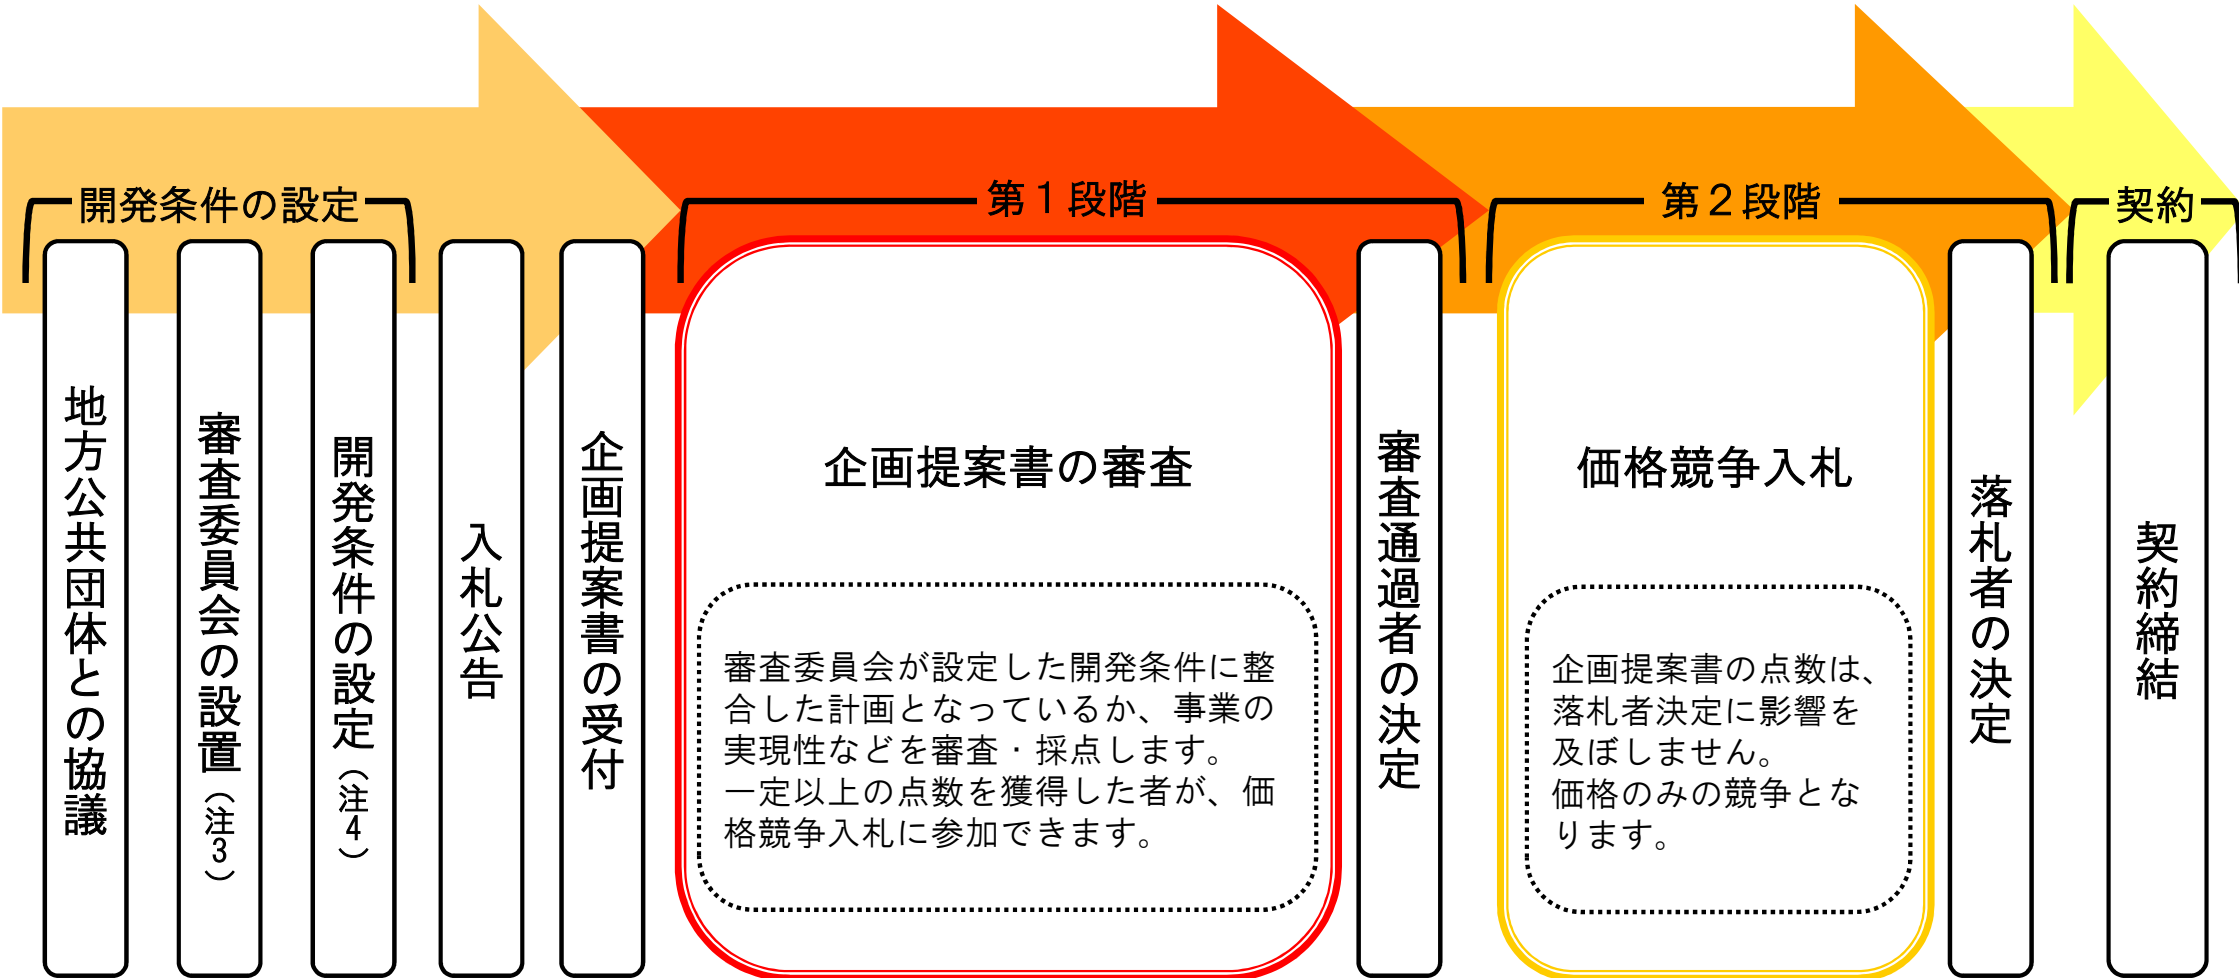 開発条件の設定
地方公共団体との協議
審査委員会の設置（注3）
開発条件の設定（注4）
入札公告
企画提案書の受付
第１段階
企画提案書の審査
審査委員会が設定した開発条件に整
合した計画となっているか、事業の
実現性などを審査・採点します。
一定以上の点数を獲得した者が、価
格競争入札に参加できます。
審査通過者の決定
第２段階
価格競争入札
企画提案書の点数は、
落札者決定に影響を
及ぼしません。
価格のみの競争とな
ります。
落札者の決定
契約
契約締結